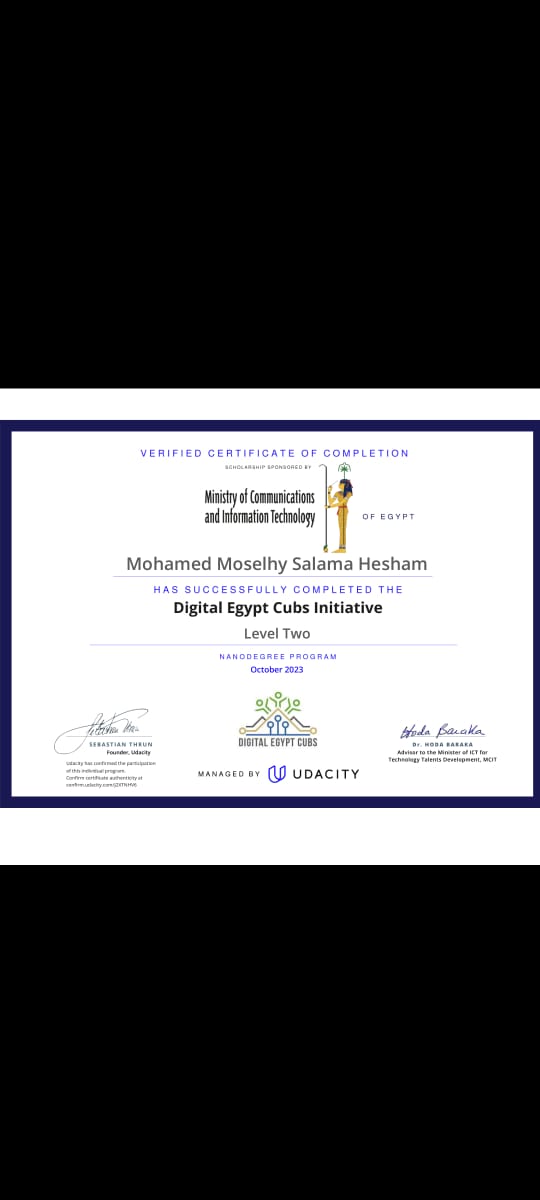 VERIFIED CERTIFICATE OF COMPLETION
SCHOLARSHIP SPONSORED BY
Ministry of Communications
and Information Technology
OF EGYPT
Mohamed Moselhy Salama Hesham
HAS SUCCESSFULLY COMPLETED THE
Digital Egypt Cubs Initiative
Level Two
NANODEGREE PROGRAM
October 2023
Sebastian Thrun
SEBASTIAN THRUN
Founder, Udacity
Udacity has confirmed the participation
of this individual program.
Confirm certificate authenticity at
confirm.udacity.com/
DIGITAL EGYPT CUBS
MANAGED BY UDACITY
Hoda Baraka
Dr. HODA BARAKA
Advisor to the Minister of ICT for
Technology Talents Development, MCIT